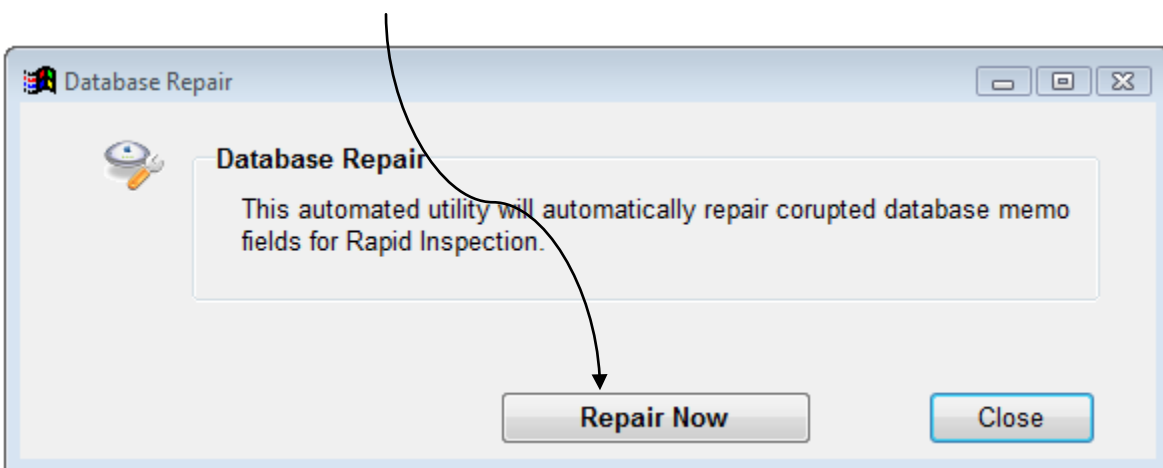 Database Repair
Database Repair
This automated utility will automatically repair corupted database memo
fields for Rapid Inspection.
Repair Now
Close